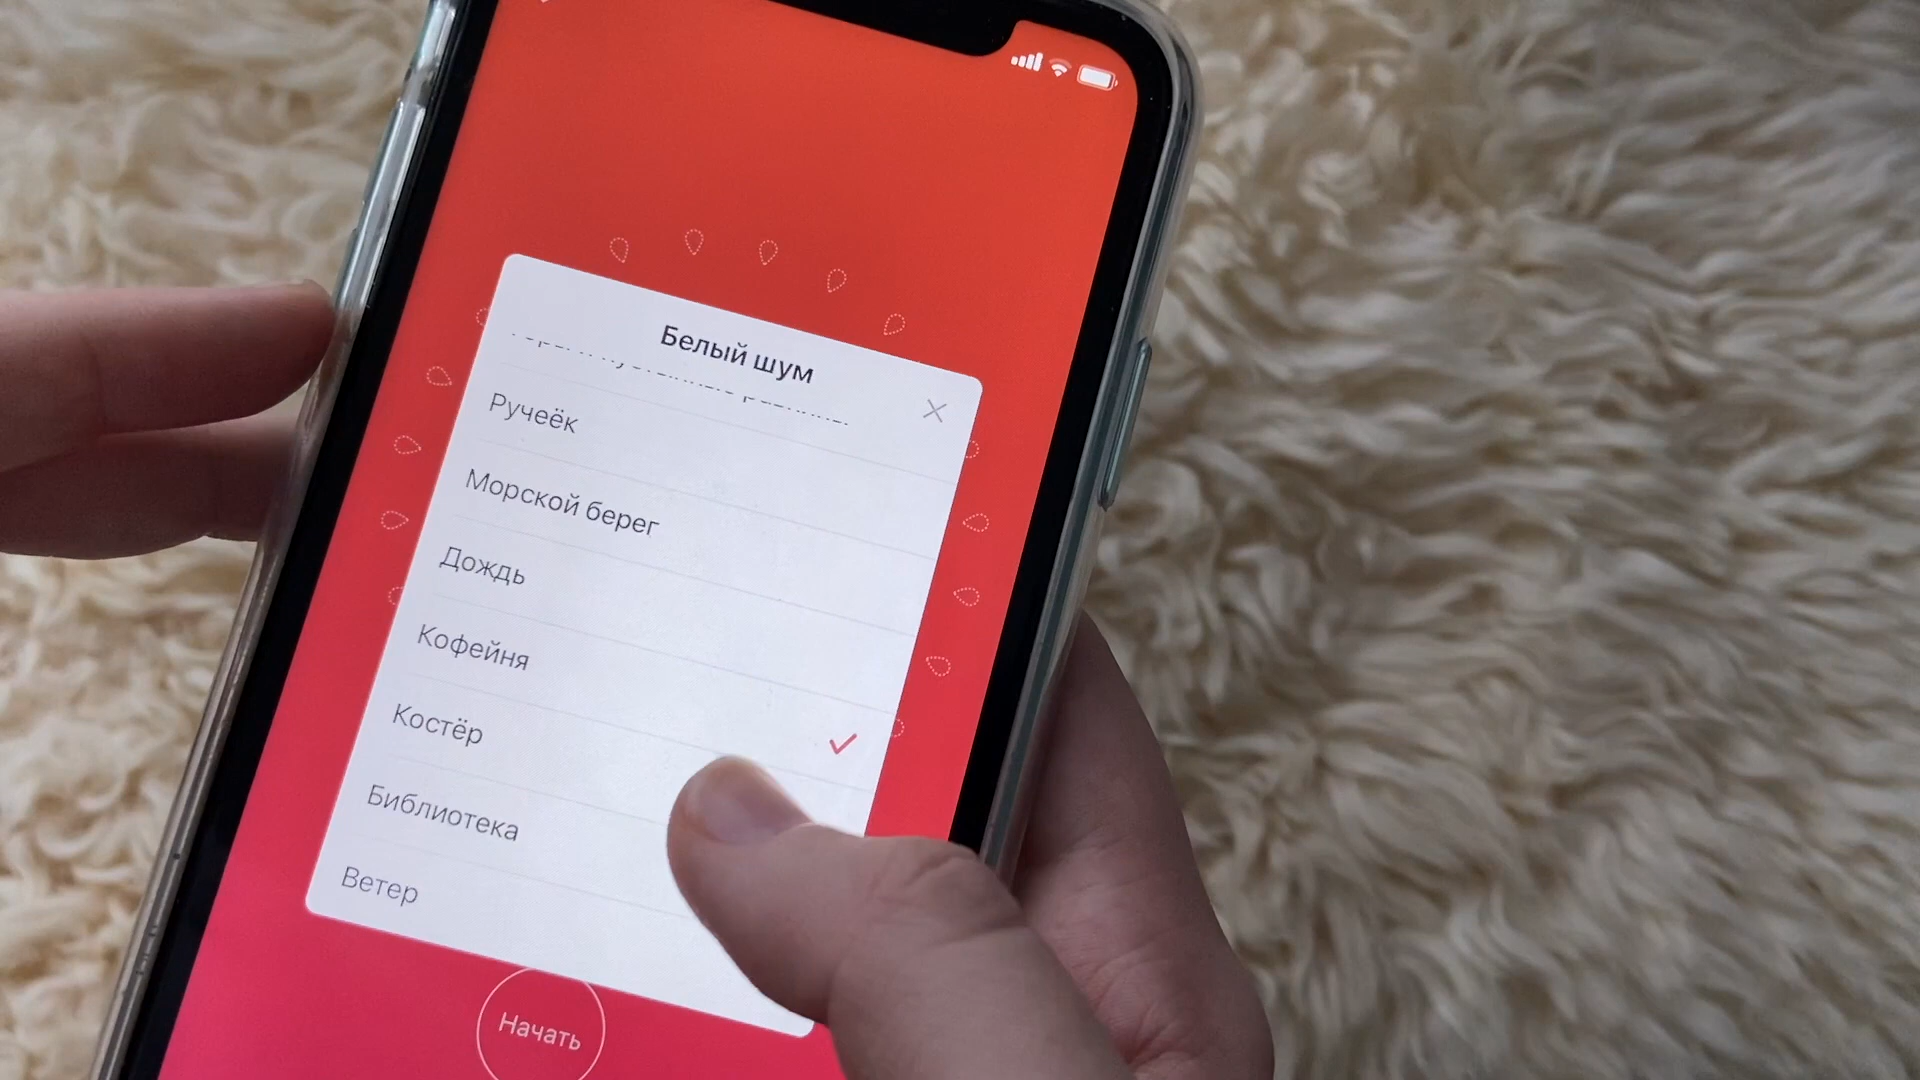 Белый шум
Ручеёк
Морской берег
Дождь
Кофейня
Костёр
Библиотека
Ветер
Начать